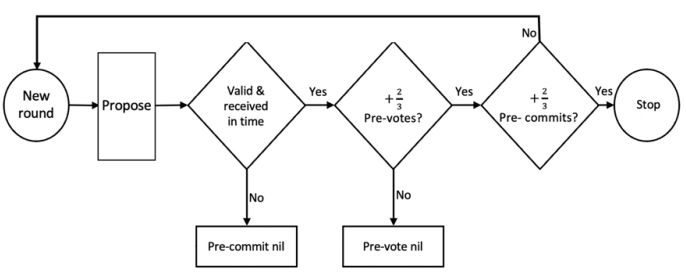 No
New
round
Propose
Valid &
received
in time
Yes
+2/3
Pre-votes?
Yes
+2/3
Pre- commits?
Yes
Stop
No
No
Pre-commit nil
Pre-vote nil